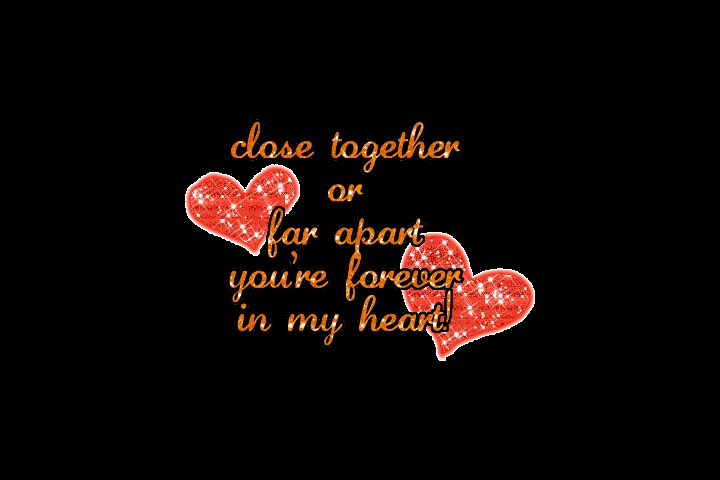 close together
or
far apart
you're forever
in my heart!